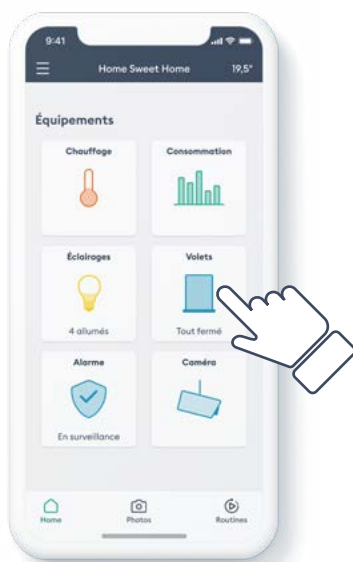 9:41
Home Sweet Home 19,5°
Équipements
Chauffage Consommation
Éclairages Volets
4 allumés Tout fermé
Alarme Caméra
En surveillance
Home Photos Routines